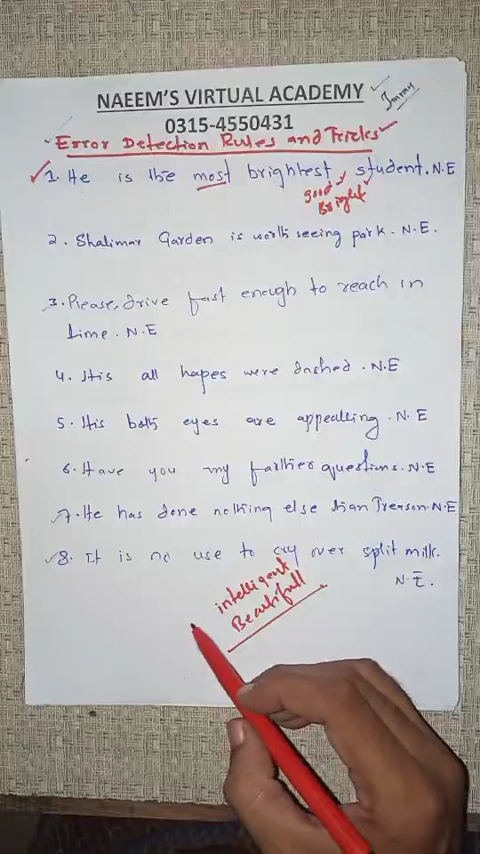 NAEEM'S VIRTUAL ACADEMY
0315-4550431
Error Detection Rules and Tricks
1. He is the most brightest student. N.E
good
Bright
2. Shalimar Garden is worth seeing park. N.E.
3. Please, drive fast enough to reach in
time. N.E
4. His all hopes were dashed. N.E
5. His both eyes are appealling. N.E
6. Have you my farther questions. N.E
7. He has done nothing else than Treason. N.E
8. It is no use to cry over split milk.
N.E.
intelligent
Beautifull